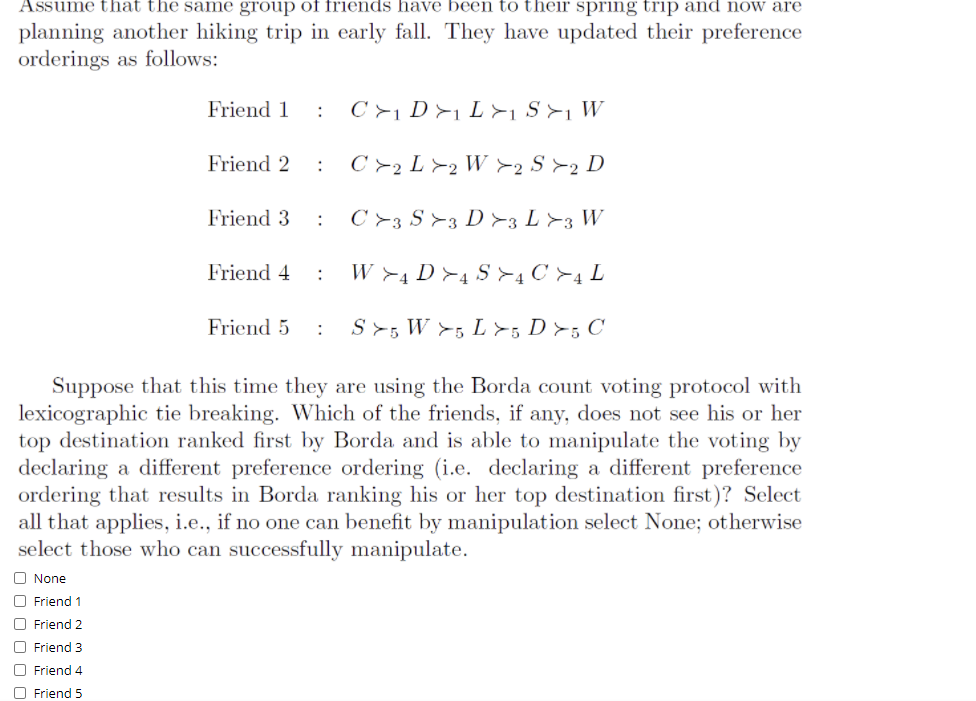 Assume that the same group of friends have been to their spring trip and now are
planning another hiking trip in early fall. They have updated their preference
orderings as follows:
Friend 1 : C ≻₁ D ≻₁ L ≻₁ S ≻₁ W
Friend 2 : C ≻₂ L ≻₂ W ≻₂ S ≻₂ D
Friend 3 : C ≻₃ S ≻₃ D ≻₃ L ≻₃ W
Friend 4 : W ≻₄ D ≻₄ S ≻₄ C ≻₄ L
Friend 5 : S ≻₅ W ≻₅ L ≻₅ D ≻₅ C
Suppose that this time they are using the Borda count voting protocol with
lexicographic tie breaking. Which of the friends, if any, does not see his or her
top destination ranked first by Borda and is able to manipulate the voting by
declaring a different preference ordering (i.e. declaring a different preference
ordering that results in Borda ranking his or her top destination first)? Select
all that applies, i.e., if no one can benefit by manipulation select None; otherwise
select those who can successfully manipulate.
None
Friend 1
Friend 2
Friend 3
Friend 4
Friend 5